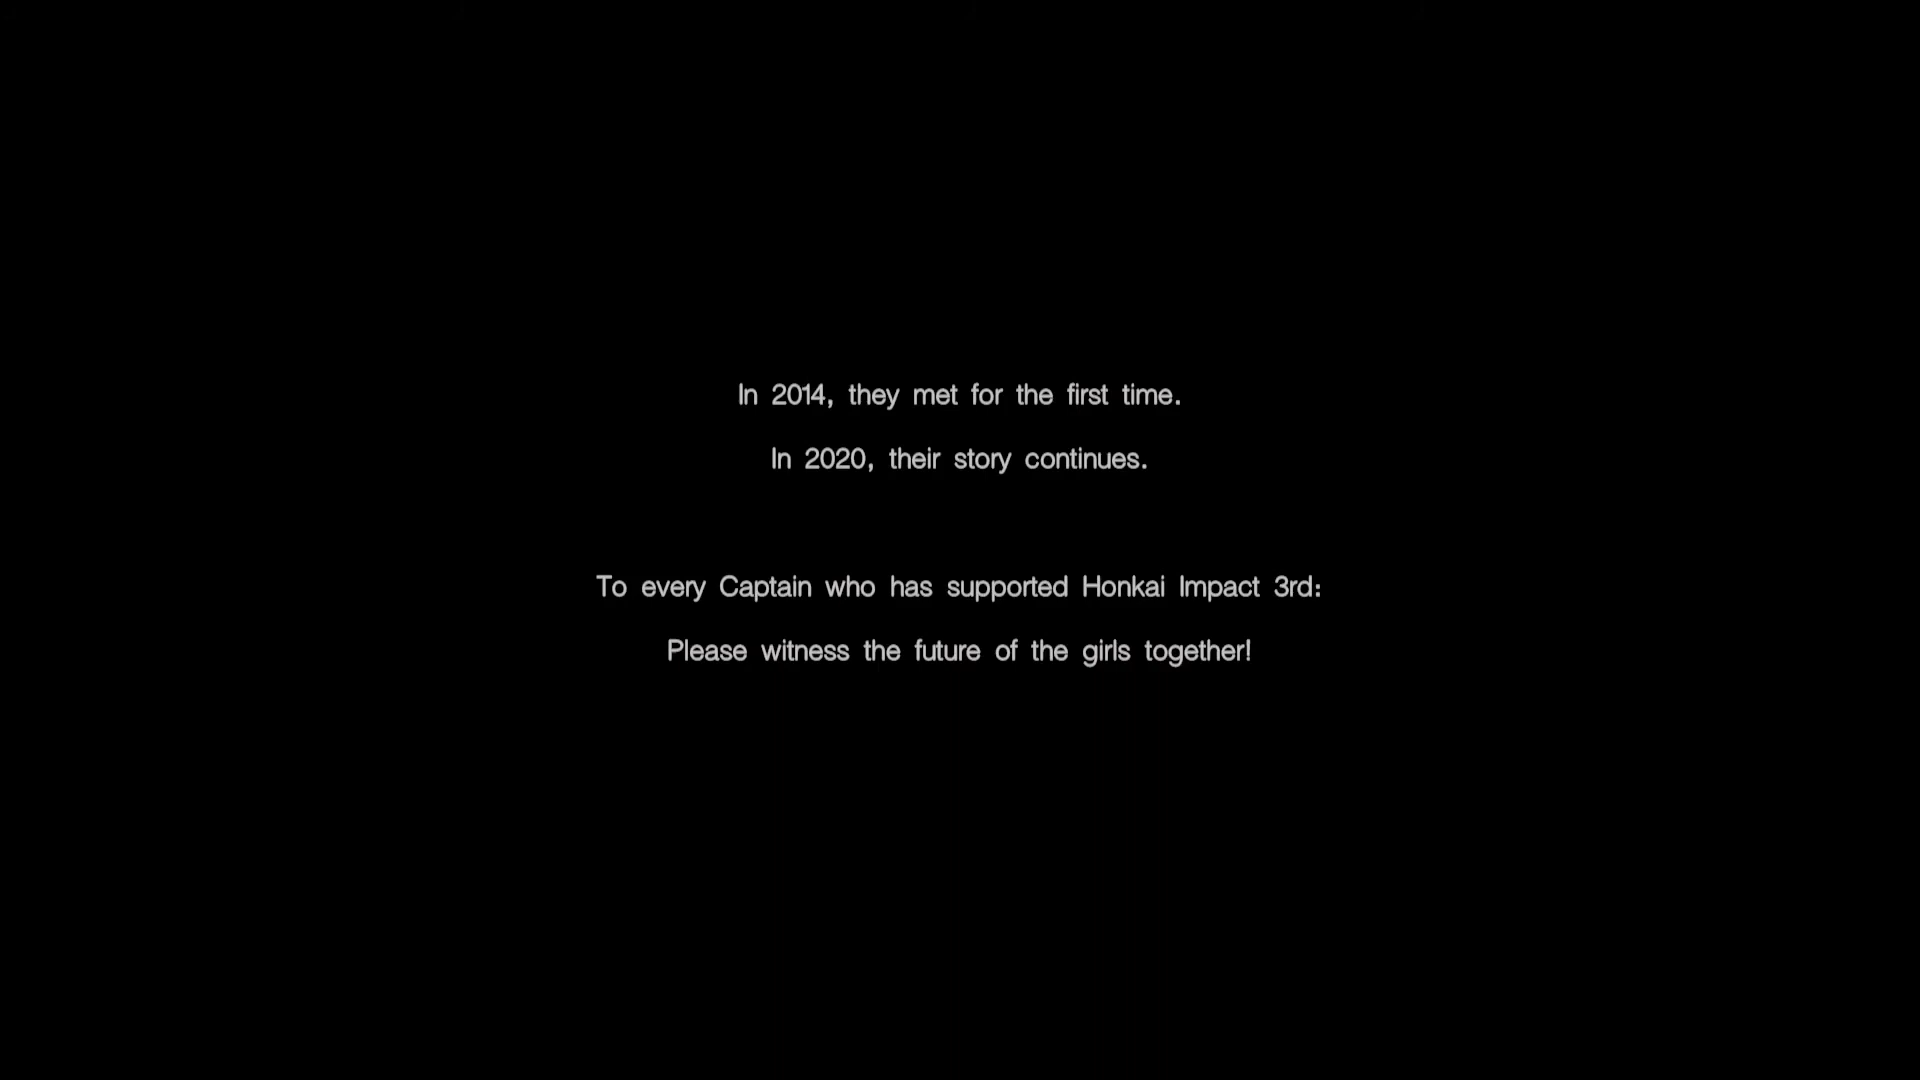 In 2014, they met for the first time.
In 2020, their story continues.
To every Captain who has supported Honkai Impact 3rd:
Please witness the future of the girls together!